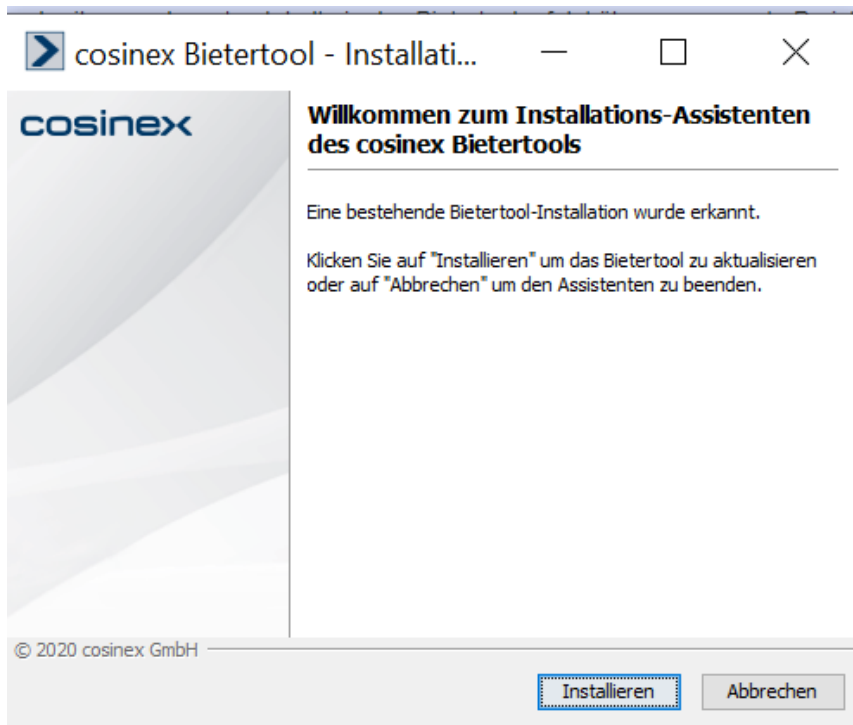 cosinex Bietertool - Installati...
cosinex
Willkommen zum Installations-Assistenten
des cosinex Bietertools
Eine bestehende Bietertool-Installation wurde erkannt.
Klicken Sie auf "Installieren" um das Bietertool zu aktualisieren
oder auf "Abbrechen" um den Assistenten zu beenden.
© 2020 cosinex GmbH
Installieren
Abbrechen